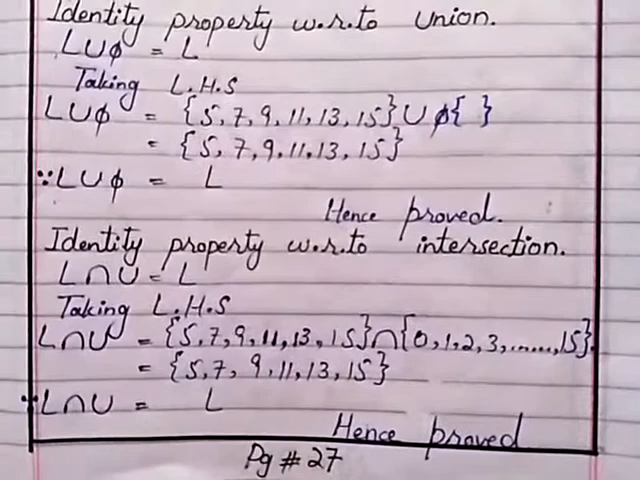 Identity property w.r.to Union.
L∪φ = L
Taking L.H.S
L∪φ = {5,7,9,11,13,15}∪φ{ }
= {5,7,9,11,13,15}
∵L∪φ = L
Hence proved.
Identity property w.r.to intersection.
L∩U = L
Taking L.H.S
L∩U = {5,7,9,11,13,15}∩{0,1,2,3,......,15}.
= {5,7,9,11,13,15}
∵L∩U = L
Hence proved
Pg # 27